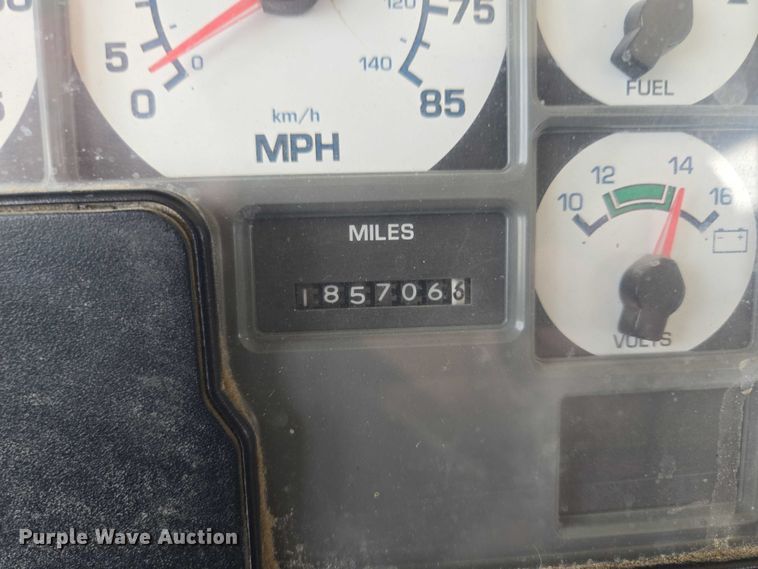 5
0
0
km/h
MPH
120
75
140
85
FUEL
MILES
1857066
10 12 14 16
VOLTS
Purple Wave Auction